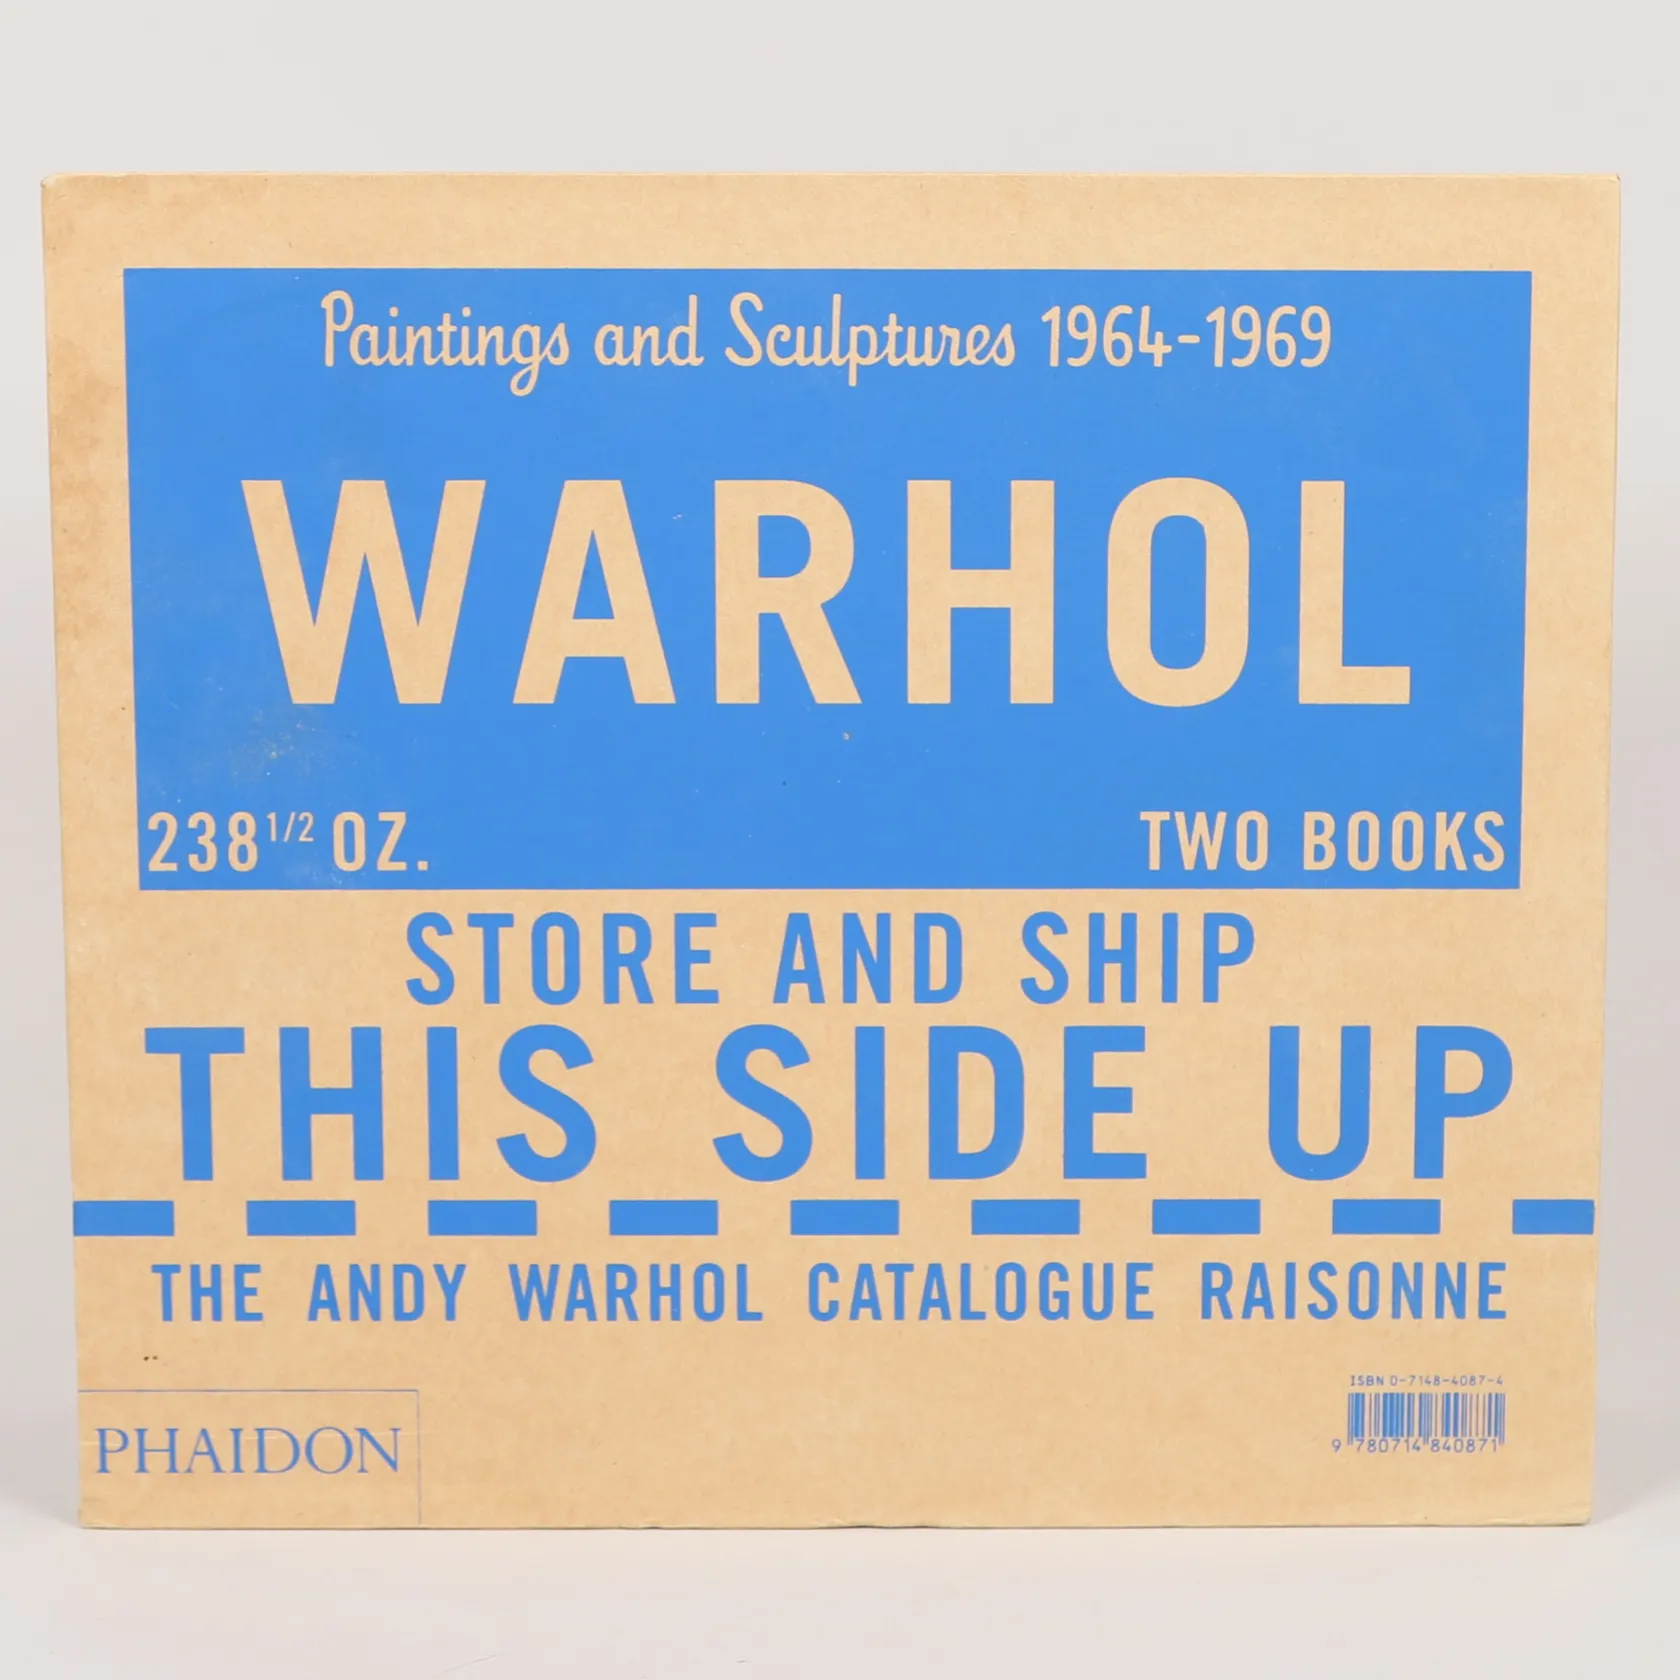 Paintings and Sculptures 1964-1969
WARHOL
238 1/2 OZ. TWO BOOKS
STORE AND SHIP
THIS SIDE UP
THE ANDY WARHOL CATALOGUE RAISONNE
PHAIDON
ISBN 0-7148-4087-4
9 780714 840871